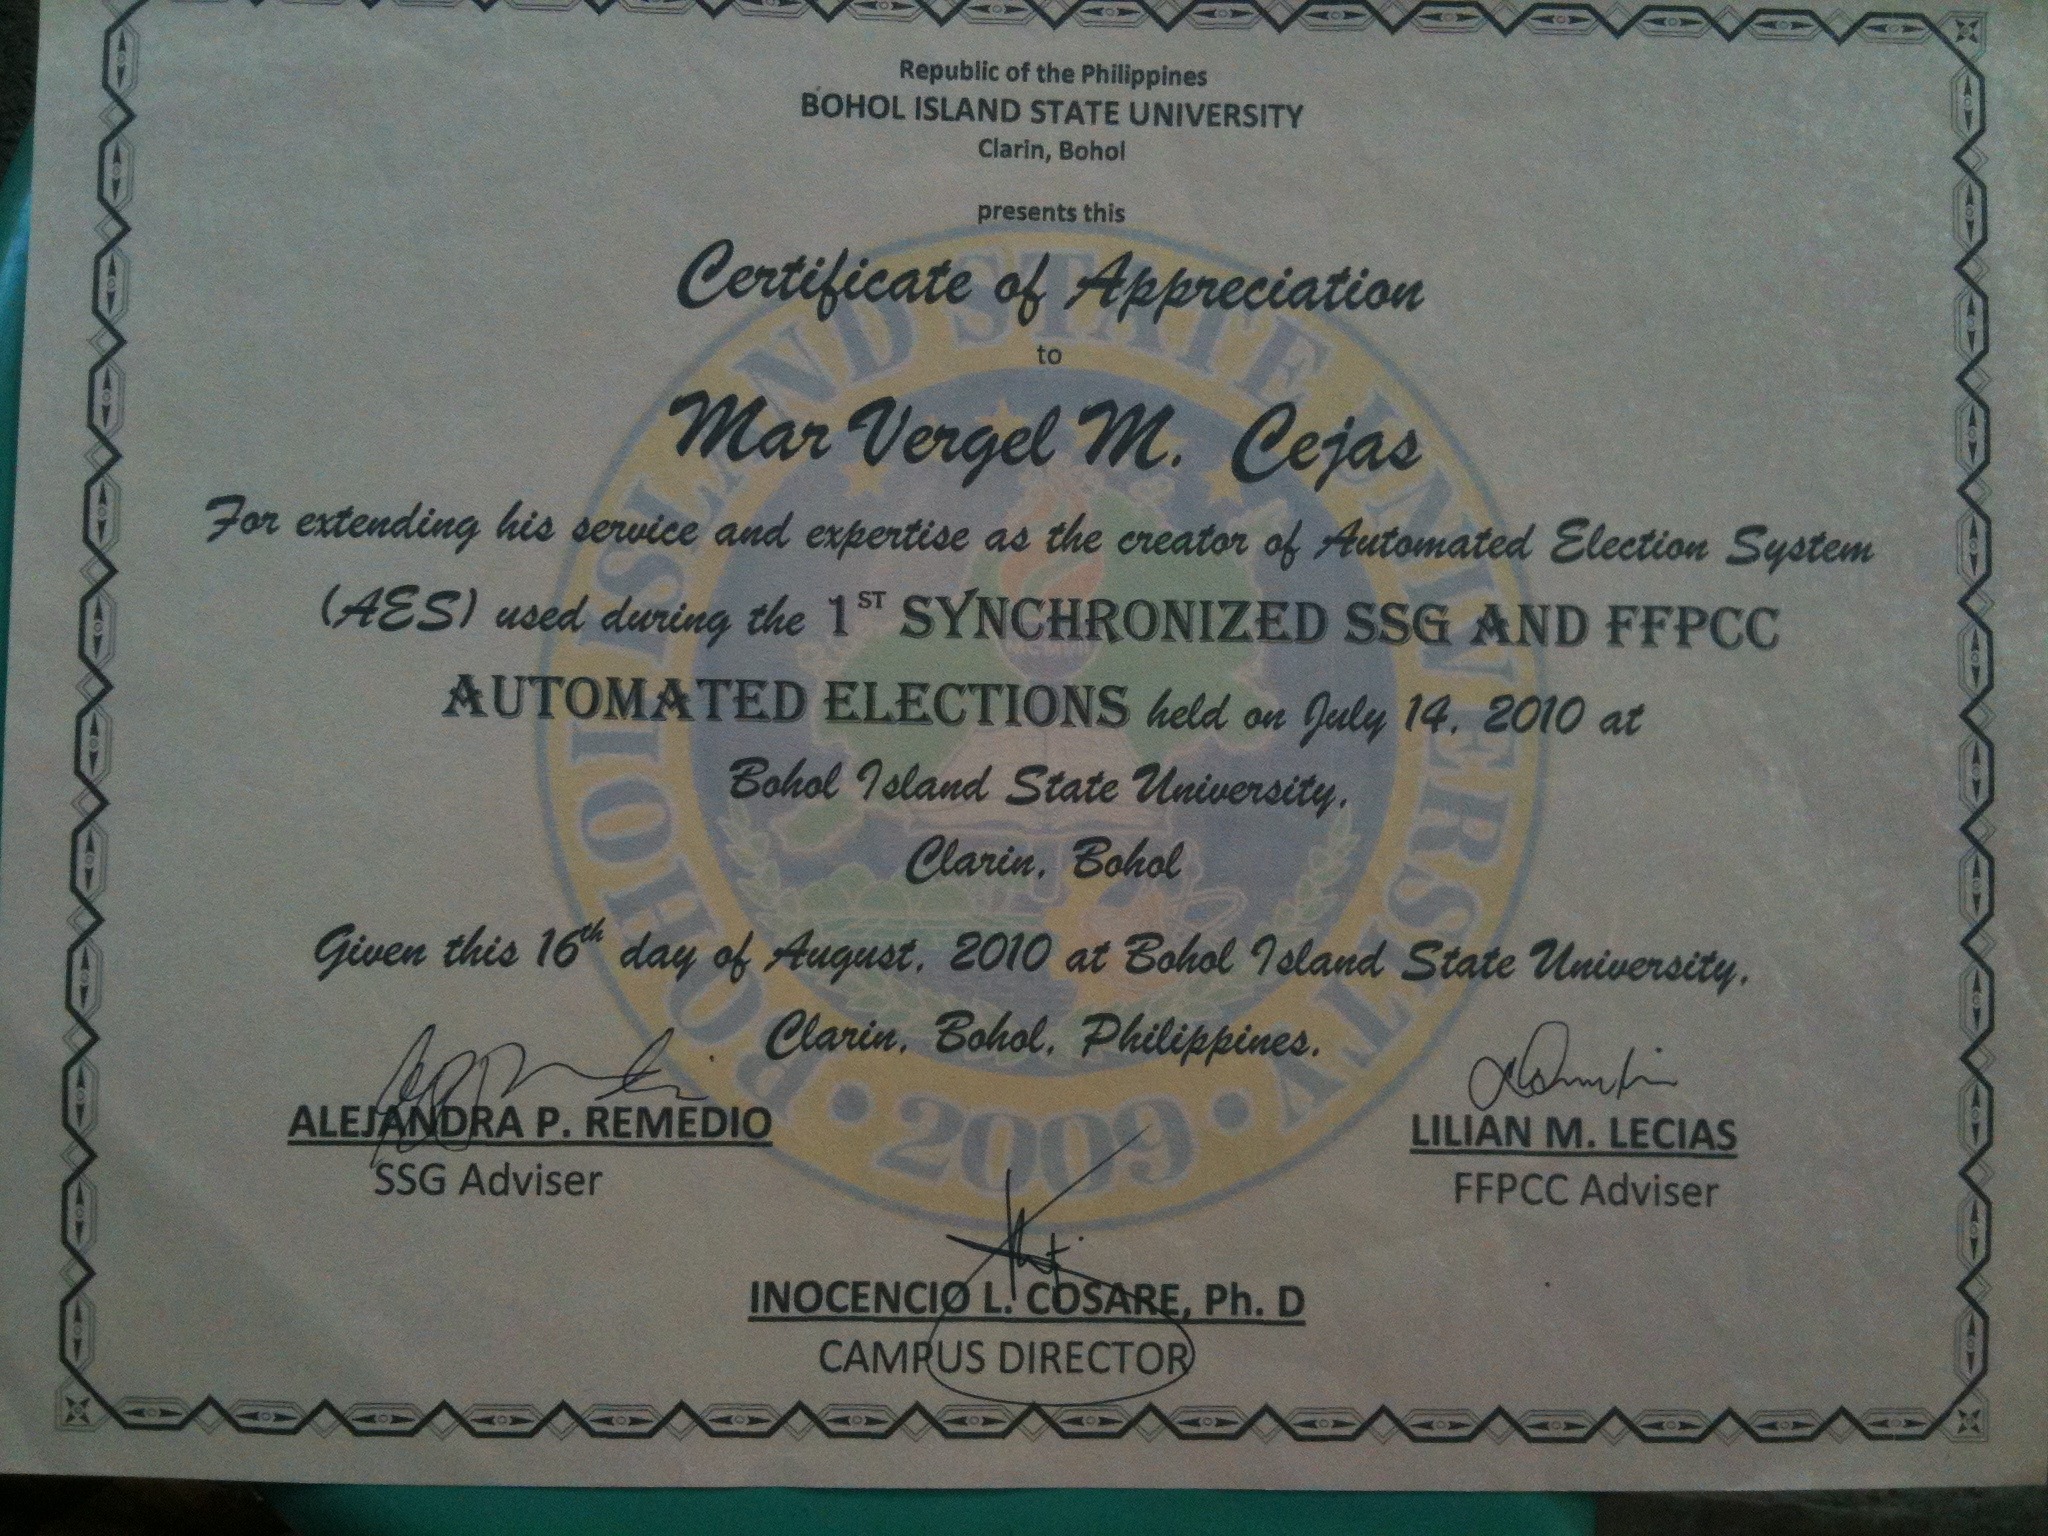 Republic of the Philippines
BOHOL ISLAND STATE UNIVERSITY
Clarin, Bohol
presents this
Certificate of Appreciation
to
Mar Vergel M. Cejas
For extending his service and expertise as the creator of Automated Election System
(AES) used during the 1ST SYNCHRONIZED SSG AND FFPCC
AUTOMATED ELECTIONS held on July 14, 2010 at
Bohol Island State University,
Clarin, Bohol
Given this 16th day of August, 2010 at Bohol Island State University,
Clarin, Bohol, Philippines.
ALEJANDRA P. REMEDIO
SSG Adviser
LILIAN M. LECIAS
FFPCC Adviser
INOCENCIO L. COSARE, Ph. D
CAMPUS DIRECTOR
BOHOL ISLAND STATE UNIVERSITY
2009